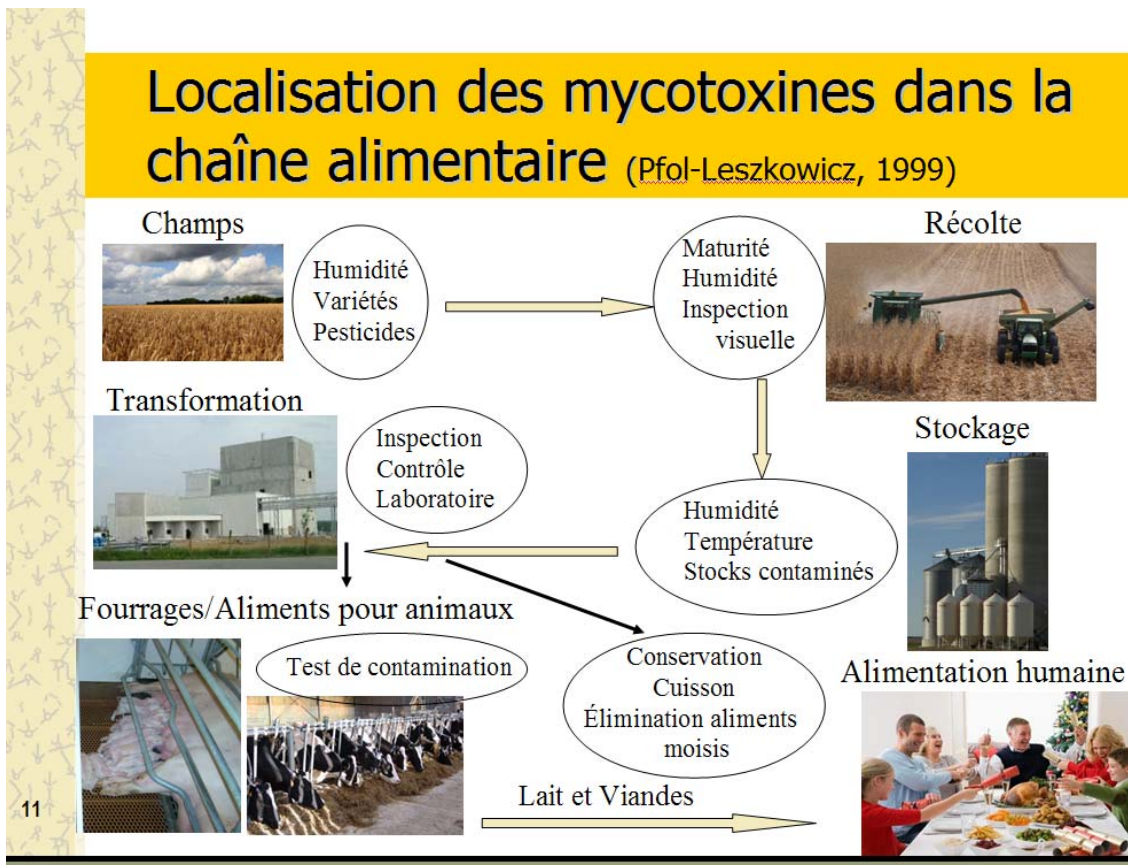 Localisation des mycotoxines dans la
chaîne alimentaire (Pfol-Leszkowicz, 1999)
Champs
Humidité
Variétés
Pesticides
Maturité
Humidité
Inspection
visuelle
Récolte
Transformation
Inspection
Contrôle
Laboratoire
Stockage
Humidité
Température
Stocks contaminés
Fourrages/Aliments pour animaux
Test de contamination
Conservation
Cuisson
Élimination aliments
moisis
Alimentation humaine
Lait et Viandes
11